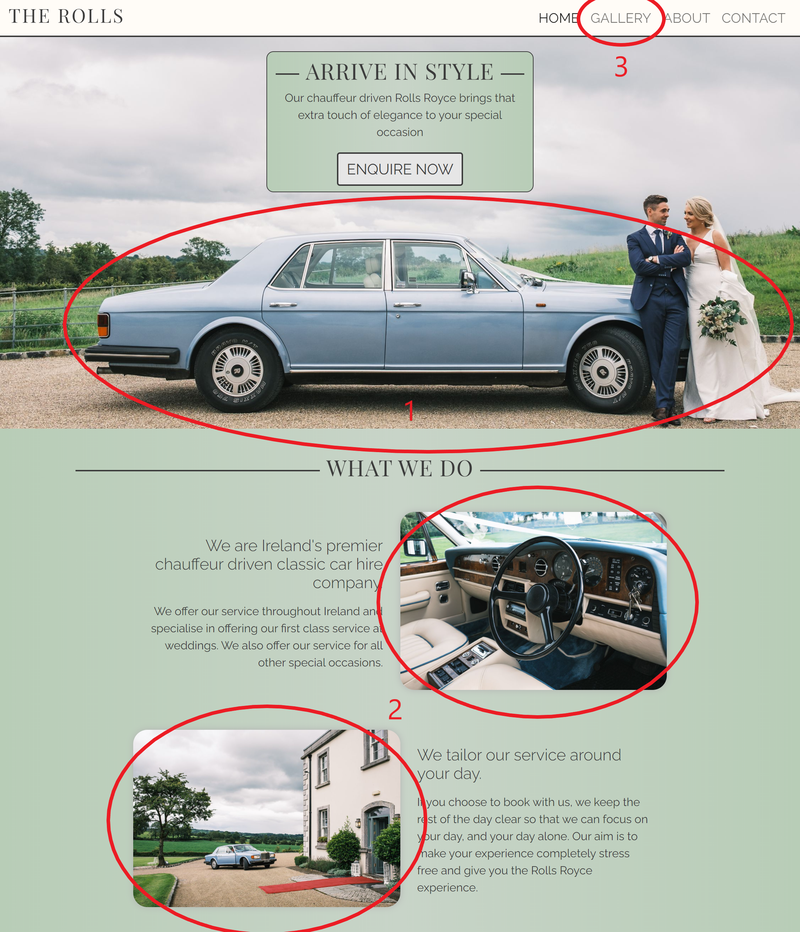 THE ROLLS
HOME GALLERY ABOUT CONTACT
3
ARRIVE IN STYLE
Our chauffeur driven Rolls Royce brings that
extra touch of elegance to your special
occasion
ENQUIRE NOW
1
WHAT WE DO
We are Ireland's premier
chauffeur driven classic car hire
company.
We offer our service throughout Ireland and
specialise in offering our first class service at
weddings. We also offer our service for all
other special occasions.
2
We tailor our service around
your day.
If you choose to book with us, we keep the
rest of the day clear so that we can focus on
your day, and your day alone. Our aim is to
make your experience completely stress
free and give you the Rolls Royce
experience.